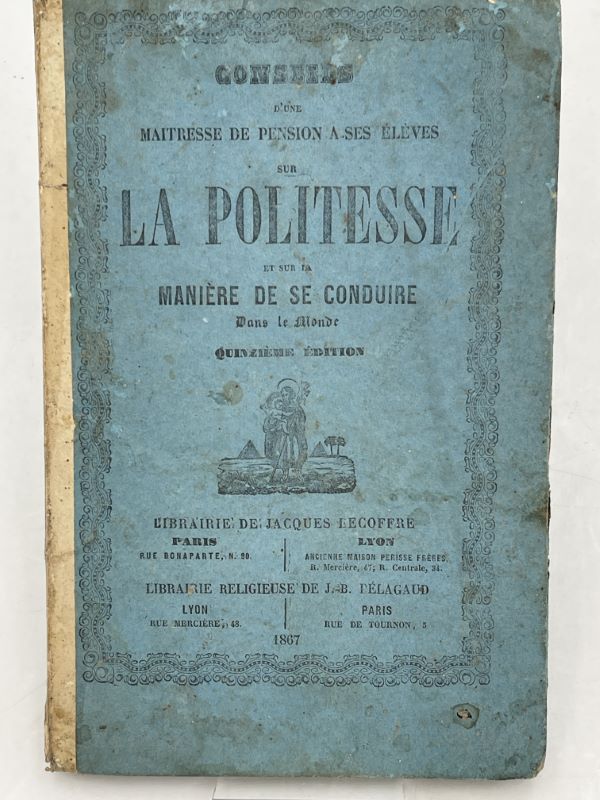 CONSEILS
D'UNE
MAITRESSE DE PENSION A SES ÉLÈVES
SUR
LA POLITESSE
ET SUR LA
MANIÈRE DE SE CONDUIRE
Dans le Monde
QUINZIÈME ÉDITION
LIBRAIRIE DE JACQUES LECOFFRE
PARIS
RUE BONAPARTE, N. 90.
LYON
ANCIENNE MAISON PERISSE FRÈRES,
R. Mercière, 47; R. Centrale, 34.
LIBRAIRIE RELIGIEUSE DE J.-B. PÉLAGAUD
LYON
RUE MERCIÈRE, 48.
PARIS
RUE DE TOURNON, 5
1867